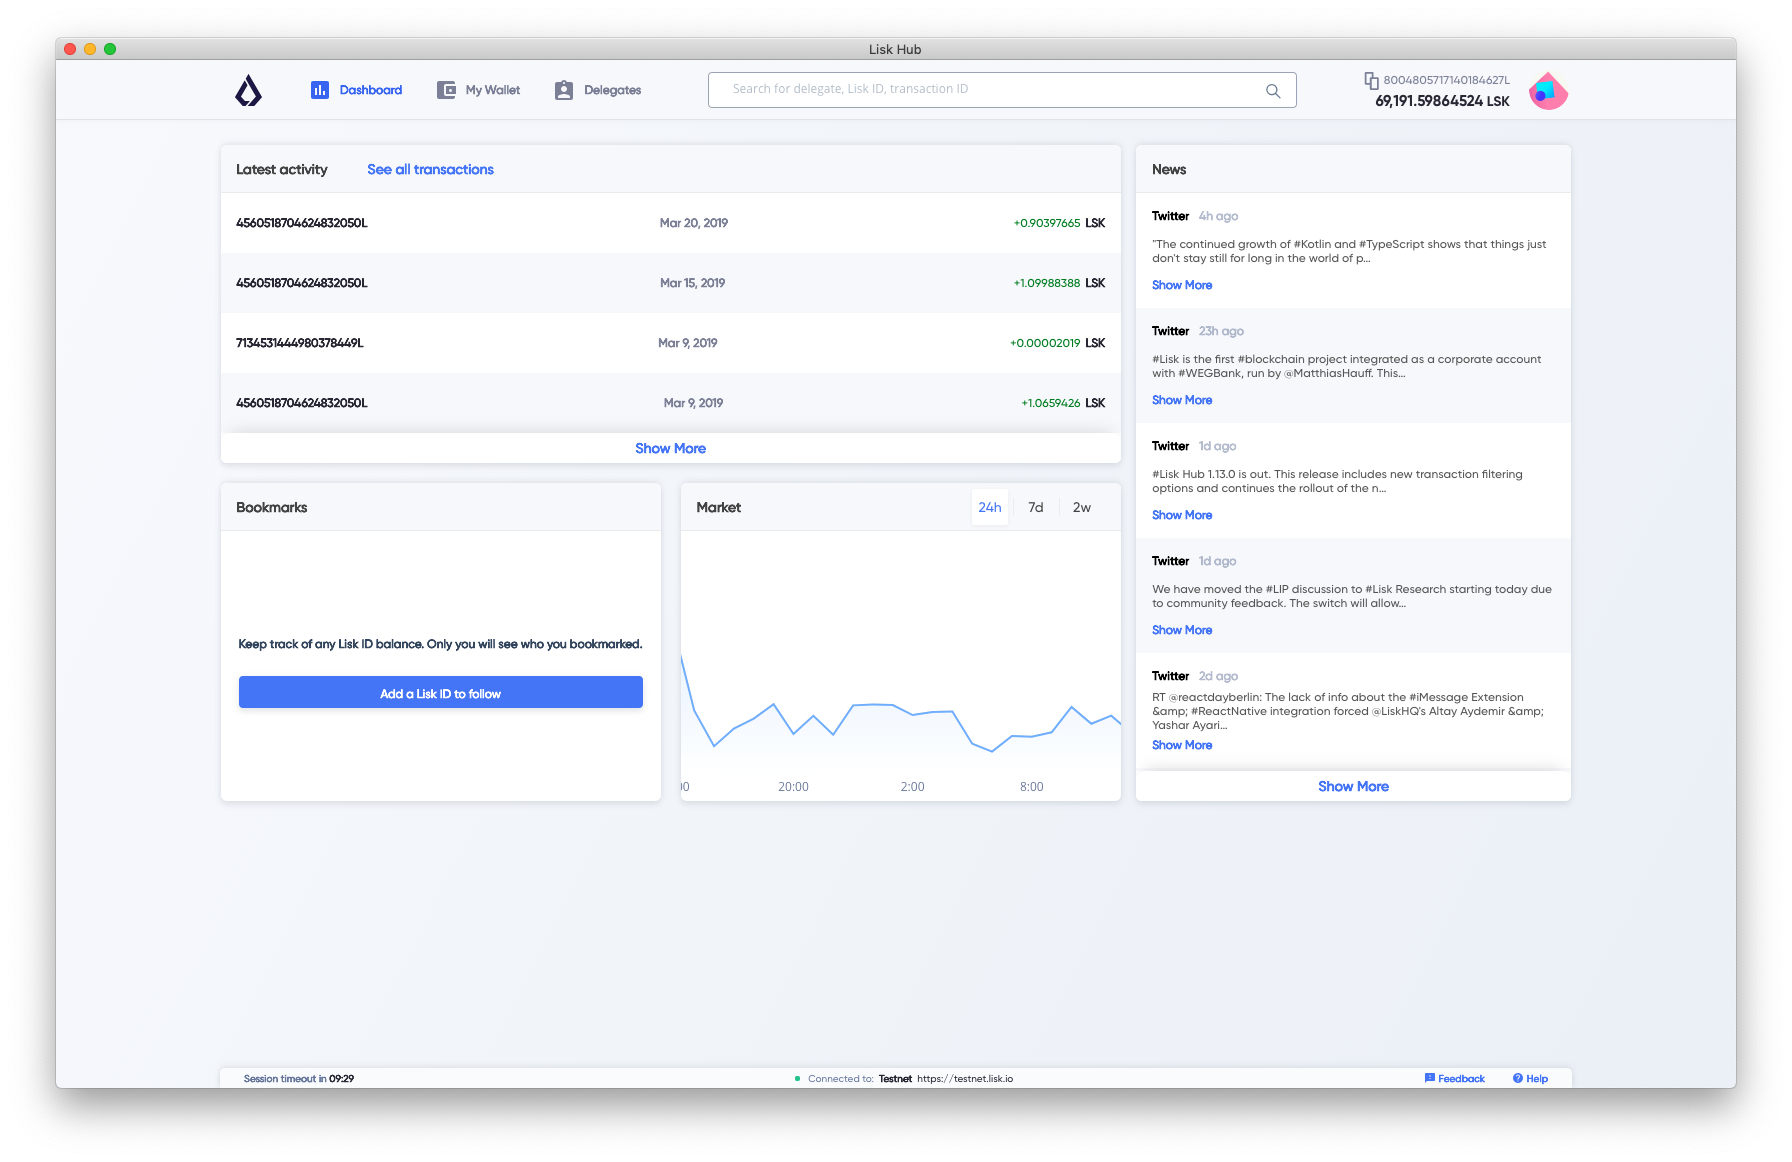 Lisk Hub
Dashboard
My Wallet
Delegates
Search for delegate, Lisk ID, transaction ID
8004805717140184627L
69,191.59864524 LSK
Latest activity
See all transactions
4560518704624832050L Mar 20, 2019 +0.90397665 LSK
4560518704624832050L Mar 15, 2019 +1.09988388 LSK
7134531444980378449L Mar 9, 2019 +0.00002019 LSK
4560518704624832050L Mar 9, 2019 +1.0659426 LSK
Show More
Bookmarks
Keep track of any Lisk ID balance. Only you will see who you bookmarked.
Add a Lisk ID to follow
Market
24h 7d 2w
20:00 2:00 8:00
News
Twitter 4h ago
"The continued growth of #Kotlin and #TypeScript shows that things just
don't stay still for long in the world of p...
Show More
Twitter 23h ago
#Lisk is the first #blockchain project integrated as a corporate account
with #WEGBank, run by @MatthiasHauff. This...
Show More
Twitter 1d ago
#Lisk Hub 1.13.0 is out. This release includes new transaction filtering
options and continues the rollout of the n...
Show More
Twitter 1d ago
We have moved the #LIP discussion to #Lisk Research starting today due
to community feedback. The switch will allow...
Show More
Twitter 2d ago
RT @reactdayberlin: The lack of info about the #iMessage Extension
&amp; #ReactNative integration forced @LiskHQ's Altay Aydemir &amp;
Yashar Ayari...
Show More
Show More
Session timeout in 09:29
Connected to: Testnet https://testnet.lisk.io
Feedback
Help